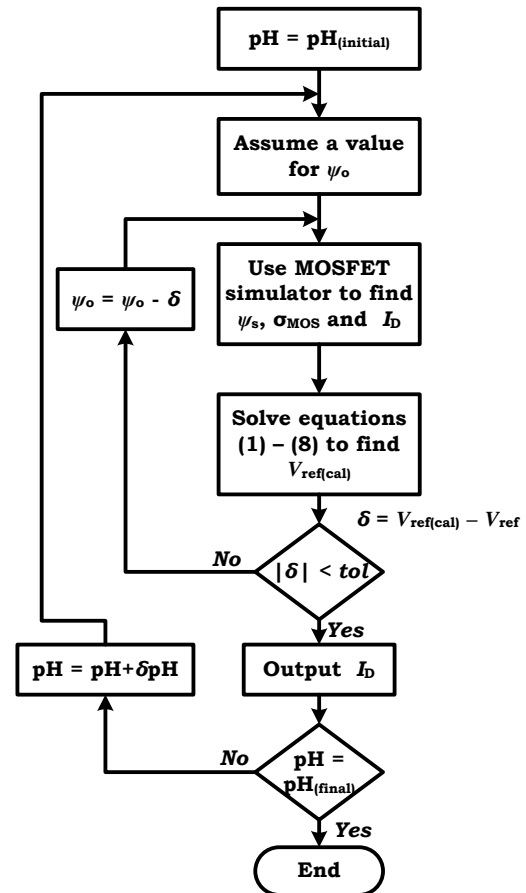 pH = pH(initial)
Assume a value
for ψo
Use MOSFET
simulator to find
ψs, σMOS and ID
ψo = ψo - δ
Solve equations
(1) – (8) to find
Vref(cal)
δ = Vref(cal) – Vref
No
|δ| < tol
Yes
pH = pH+δpH
Output ID
No
pH =
pH(final)
Yes
End